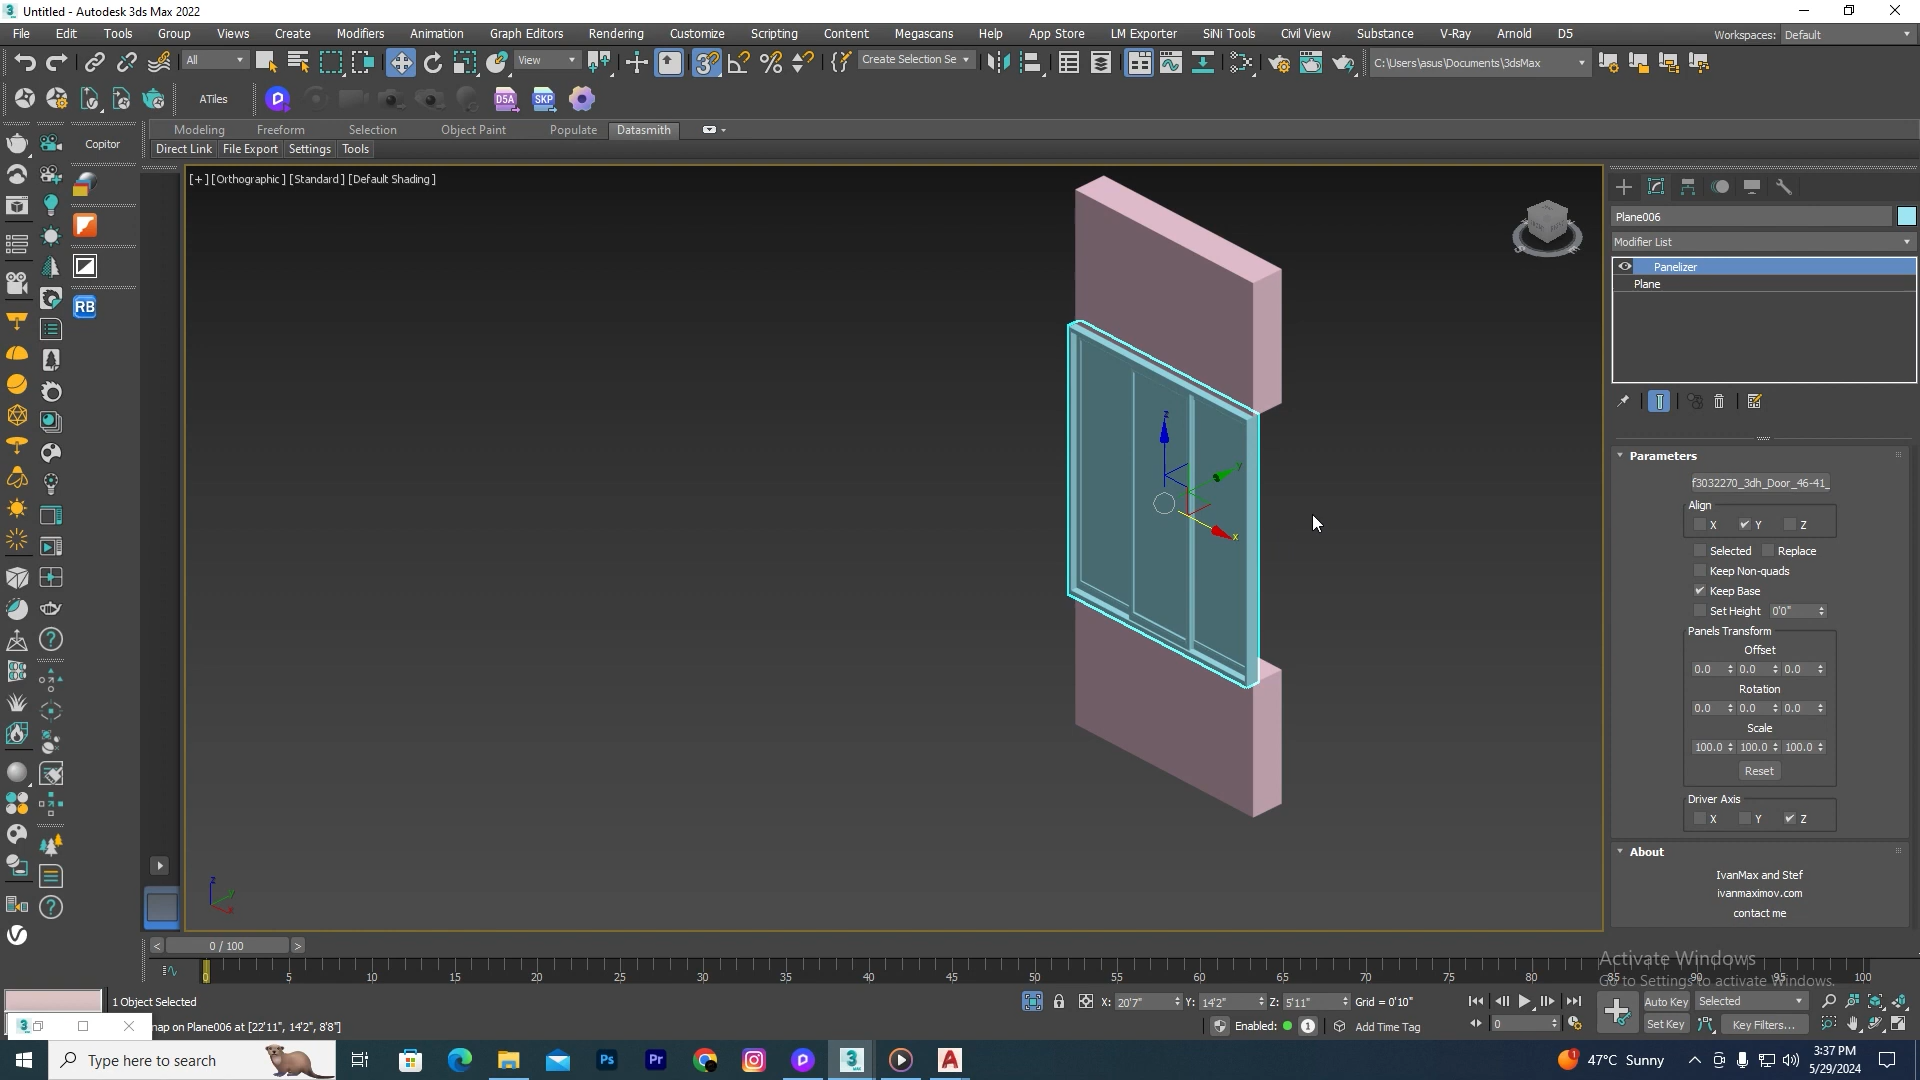 Untitled - Autodesk 3ds Max 2022
File Edit Tools Group Views Create Modifiers Animation Graph Editors Rendering Customize Scripting Content Megascans Help App Store LM Exporter SiNi Tools Civil View Substance V-Ray Arnold D5 Workspaces: Default
All View Create Selection Se C:\Users\asus\Documents\3dsMax
ATiles D5A SKP
Modeling Freeform Selection Object Paint Populate Datasmith
Copitor
Direct Link File Export Settings Tools
[+] [Orthographic] [Standard] [Default Shading]
RB
z
y
x
Plane006
Modifier List
Panelizer
Plane
Parameters
f3032270_3dh_Door_46-41_
Align
X Y Z
Selected Replace
Keep Non-quads
Keep Base
Set Height 0'0"
Panels Transform
Offset
0.0 0.0 0.0
Rotation
0.0 0.0 0.0
Scale
100.0 100.0 100.0
Reset
Driver Axis
X Y Z
About
IvanMax and Stef
ivanmaximov.com
contact me
0 / 100
0 5 10 15 20 25 30 35 40 45 50 55 60 65 70 75 80 85 90 95 100
Activate Windows
Go to Settings to activate Windows.
1 Object Selected
X: 20'7" Y: 14'2" Z: 5'11" Grid = 0'10"
Auto Key Selected
nap on Plane006 at [22'11", 14'2", 8'8"]
Enabled: 1 Add Time Tag
0
Set Key Key Filters...
Type here to search
47°C Sunny
3:37 PM
5/29/2024